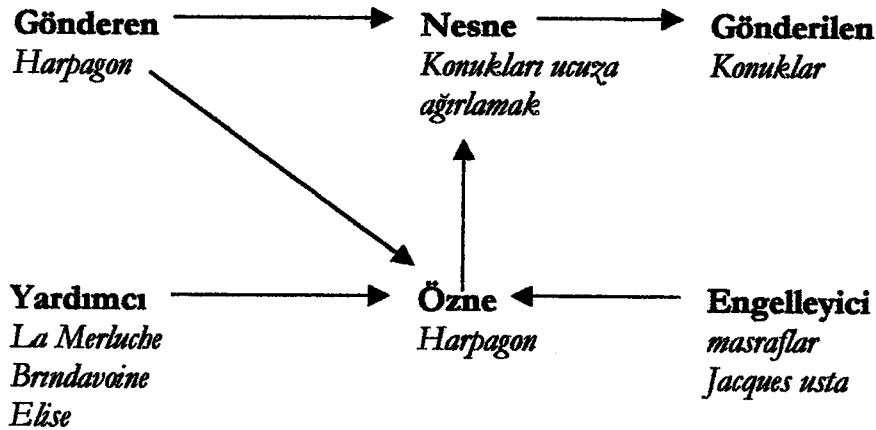 Gönderen
Harpagon
Nesne
Konukları ucuza
ağırlamak
Gönderilen
Konuklar
Yardımcı
La Merluche
Brındavoine
Elise
Özne
Harpagon
Engelleyici
masraflar
Jacques usta